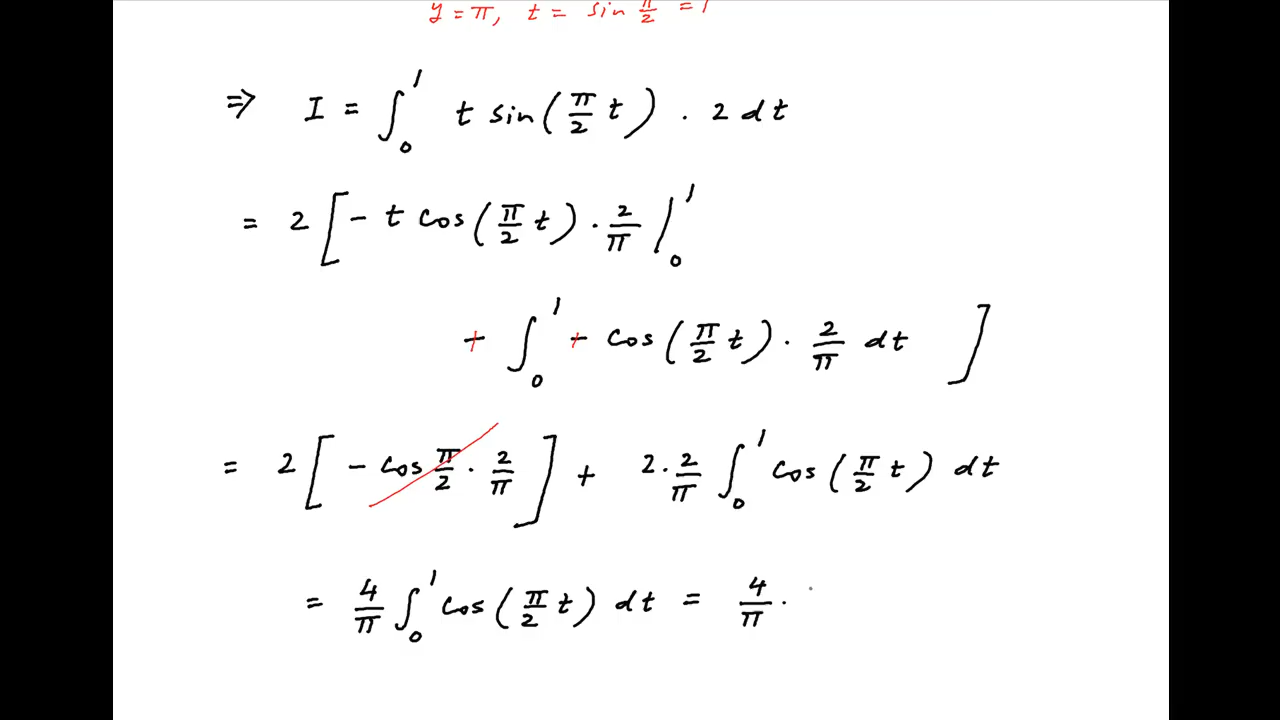 y = π, t = sin π/2 = 1
⇒ I = ∫₀¹ t sin(π/2 t) · 2 dt
= 2 [ - t cos(π/2 t) · 2/π |₀¹
+ ∫₀¹ + cos(π/2 t) · 2/π dt ]
= 2 [ - cos π/2 · 2/π ] + 2 · 2/π ∫₀¹ cos(π/2 t) dt
= 4/π ∫₀¹ cos(π/2 t) dt = 4/π ·